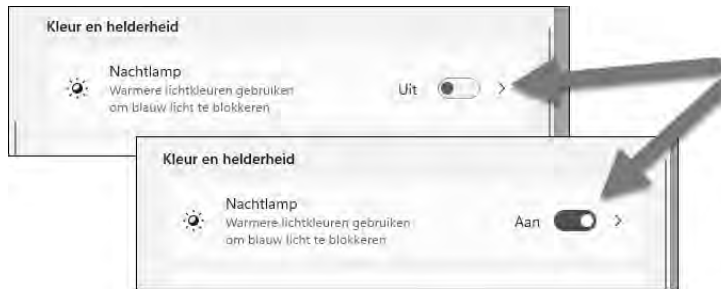 Kleur en helderheid
Nachtlamp
Warmere lichtkleuren gebruiken
om blauw licht te blokkeren
Uit
Kleur en helderheid
Nachtlamp
Warmere lichtkleuren gebruiken
om blauw licht te blokkeren
Aan